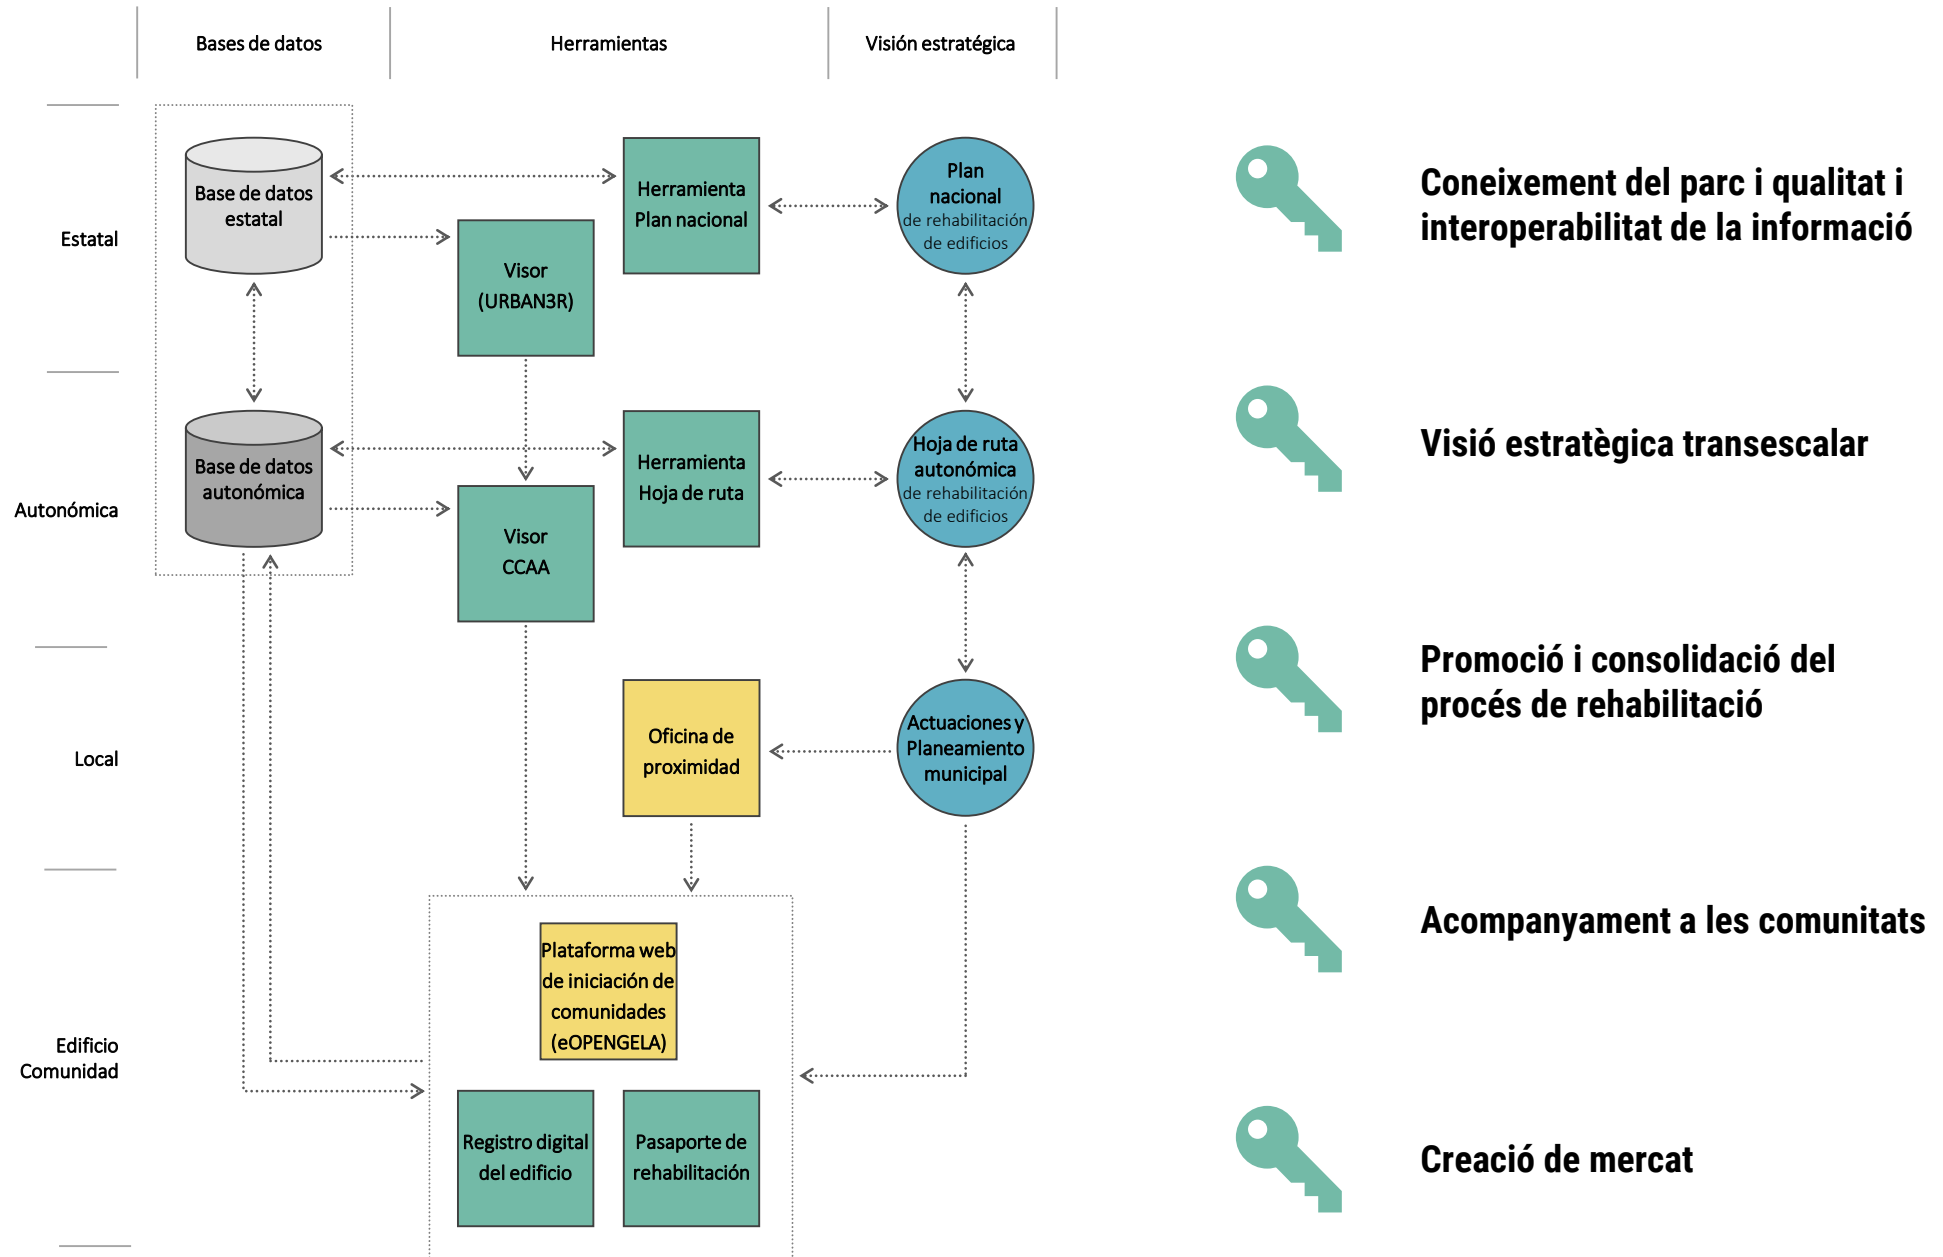 Bases de datos
Herramientas
Visión estratégica
Estatal
Base de datos
estatal
Herramienta
Plan nacional
Plan
nacional
de rehabilitación
de edificios
Visor
(URBAN3R)
Autonómica
Base de datos
autonómica
Herramienta
Hoja de ruta
Hoja de ruta
autonómica
de rehabilitación
de edificios
Visor
CCAA
Local
Oficina de
proximidad
Actuaciones y
Planeamiento
municipal
Edificio
Comunidad
Plataforma web
de iniciación de
comunidades
(eOPENGELA)
Registro digital
del edificio
Pasaporte de
rehabilitación
Coneixement del parc i qualitat i
interoperabilitat de la informació
Visió estratègica transescalar
Promoció i consolidació del
procés de rehabilitació
Acompanyament a les comunitats
Creació de mercat